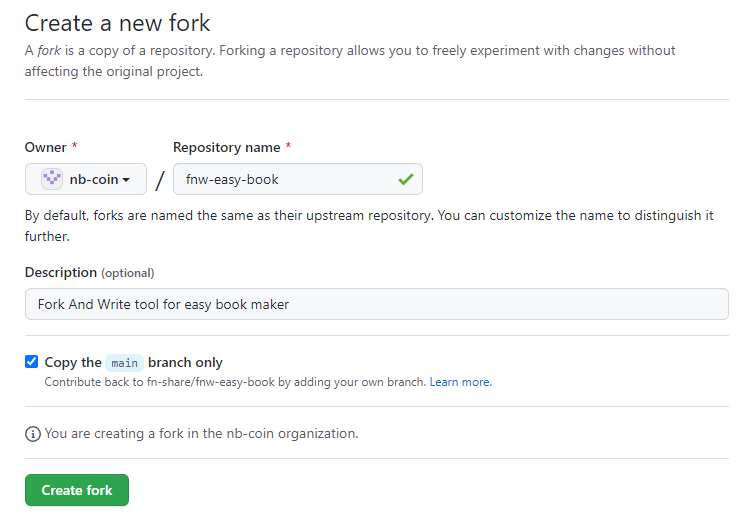 Create a new fork
A fork is a copy of a repository. Forking a repository allows you to freely experiment with changes without
affecting the original project.
Owner *
Repository name *
nb-coin
/
fnw-easy-book
By default, forks are named the same as their upstream repository. You can customize the name to distinguish it
further.
Description (optional)
Fork And Write tool for easy book maker
Copy the main branch only
Contribute back to fn-share/fnw-easy-book by adding your own branch. Learn more.
You are creating a fork in the nb-coin organization.
Create fork